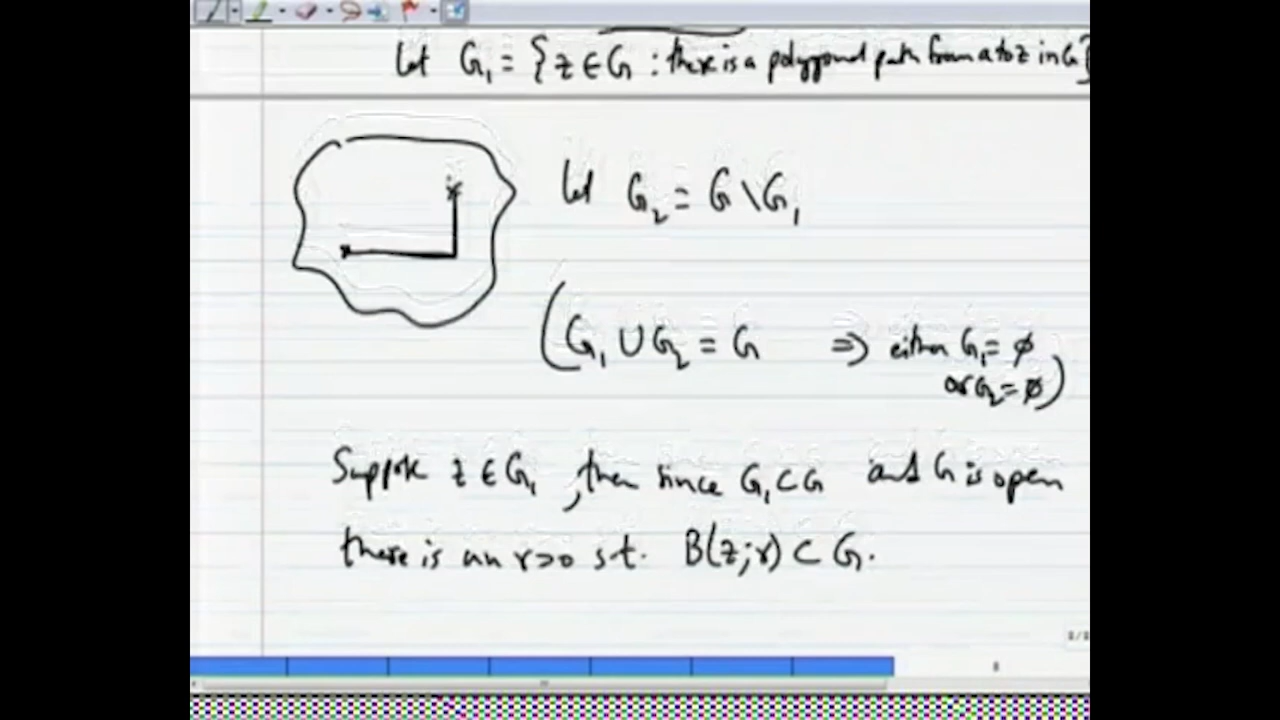 Let G₁ = {z ∈ G : there is a polygonal path from a to z in G}
Let G₂ = G \ G₁
(G₁ ∪ G₂ = G ⇒ either G₁ = ø
or G₂ = ø)
Suppose z ∈ G₁, then since G₁ ⊂ G and G is open
there is an r>0 s.t. B(z;r) ⊂ G.